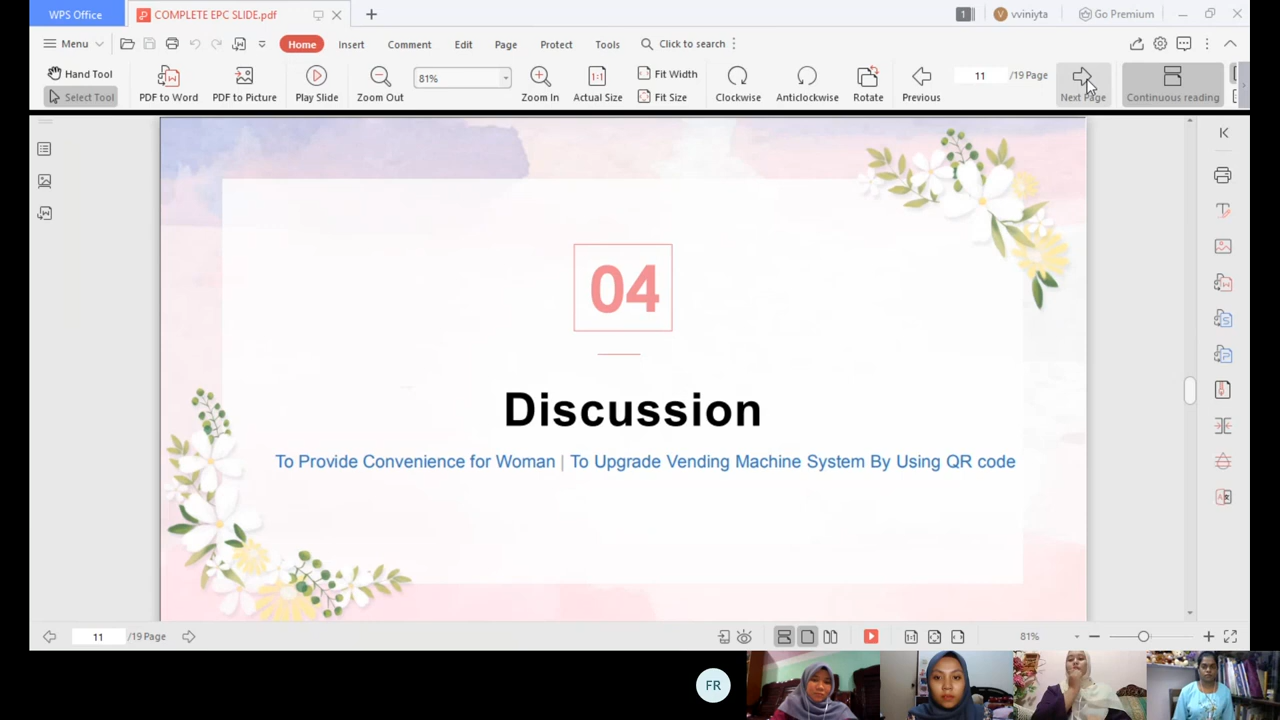 WPS Office
COMPLETE EPC SLIDE.pdf
1
V
vviniyta
Go Premium
Menu
Home
Insert
Comment
Edit
Page
Protect
Tools
Click to search
Hand Tool
Select Tool
PDF to Word
PDF to Picture
Play Slide
Zoom Out
81%
Zoom In
Actual Size
Fit Width
Fit Size
Clockwise
Anticlockwise
Rotate
Previous
11
/19 Page
Next Page
Continuous reading
04
Discussion
To Provide Convenience for Woman | To Upgrade Vending Machine System By Using QR code
11
/19 Page
81%
FR